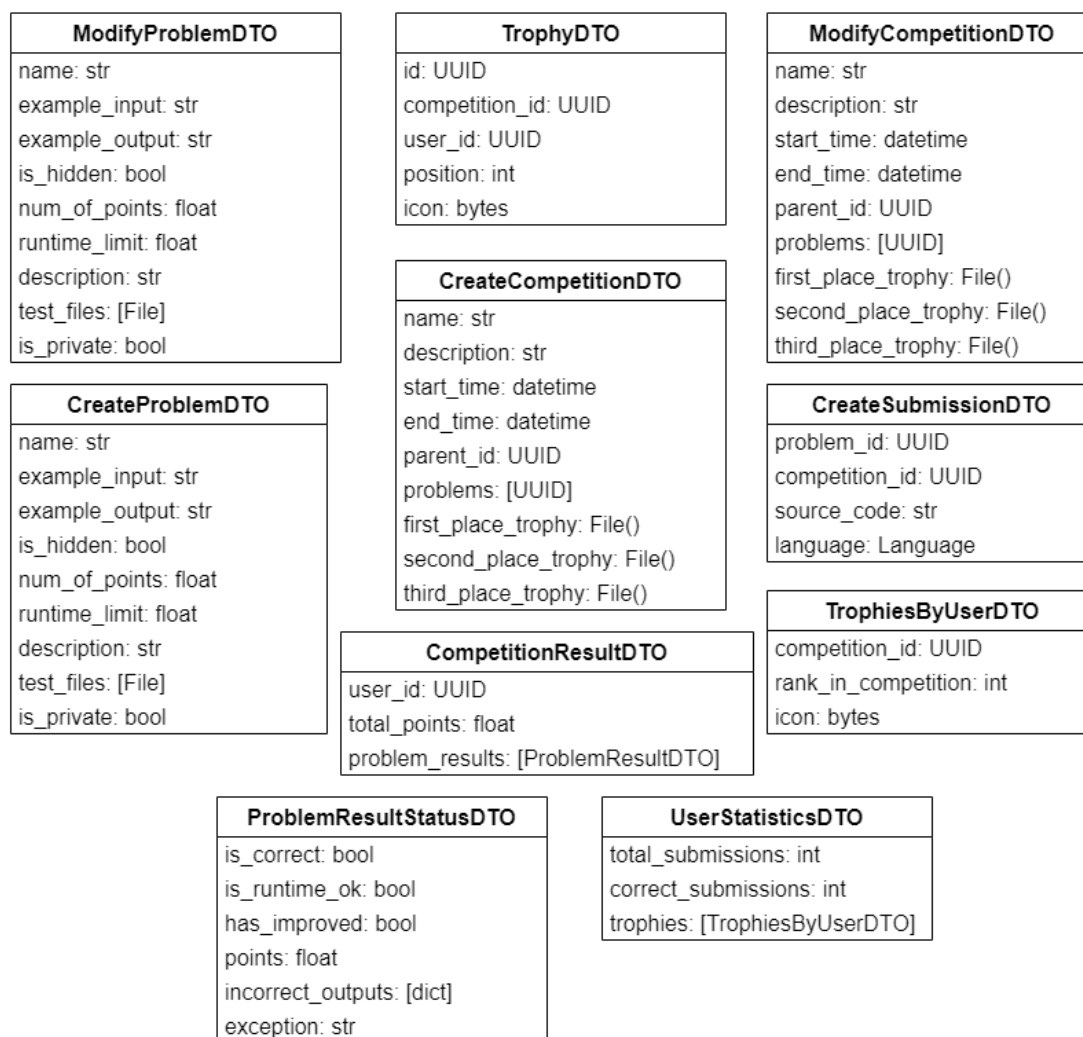 ModifyProblemDTO
name: str
example_input: str
example_output: str
is_hidden: bool
num_of_points: float
runtime_limit: float
description: str
test_files: [File]
is_private: bool
TrophyDTO
id: UUID
competition_id: UUID
user_id: UUID
position: int
icon: bytes
ModifyCompetitionDTO
name: str
description: str
start_time: datetime
end_time: datetime
parent_id: UUID
problems: [UUID]
first_place_trophy: File()
second_place_trophy: File()
third_place_trophy: File()
CreateProblemDTO
name: str
example_input: str
example_output: str
is_hidden: bool
num_of_points: float
runtime_limit: float
description: str
test_files: [File]
is_private: bool
CreateCompetitionDTO
name: str
description: str
start_time: datetime
end_time: datetime
parent_id: UUID
problems: [UUID]
first_place_trophy: File()
second_place_trophy: File()
third_place_trophy: File()
CreateSubmissionDTO
problem_id: UUID
competition_id: UUID
source_code: str
language: Language
TrophiesByUserDTO
competition_id: UUID
rank_in_competition: int
icon: bytes
CompetitionResultDTO
user_id: UUID
total_points: float
problem_results: [ProblemResultDTO]
ProblemResultStatusDTO
is_correct: bool
is_runtime_ok: bool
has_improved: bool
points: float
incorrect_outputs: [dict]
exception: str
UserStatisticsDTO
total_submissions: int
correct_submissions: int
trophies: [TrophiesByUserDTO]